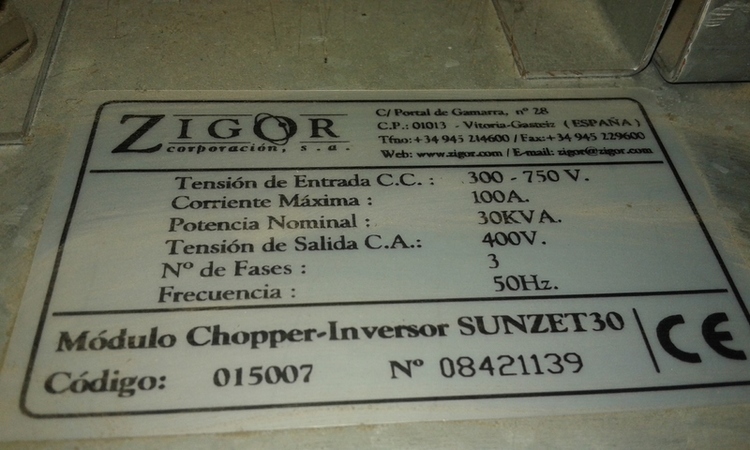 ZIGOR
corporación, s.a.
C/ Portal de Gamarra, nº 28
C.P.: 01013 - Vitoria-Gasteiz (ESPAÑA)
Tfno:+34 945 214600 / Fax:+34 945 229600
Web: www.zigor.com / E-mail: zigor@zigor.com
Tensión de Entrada C.C. : 300 - 750 V.
Corriente Máxima : 100A.
Potencia Nominal : 30KVA.
Tensión de Salida C.A.: 400V.
Nº de Fases : 3
Frecuencia : 50Hz.
Módulo Chopper-Inversor SUNZET30
Código: 015007 Nº 08421139
CE